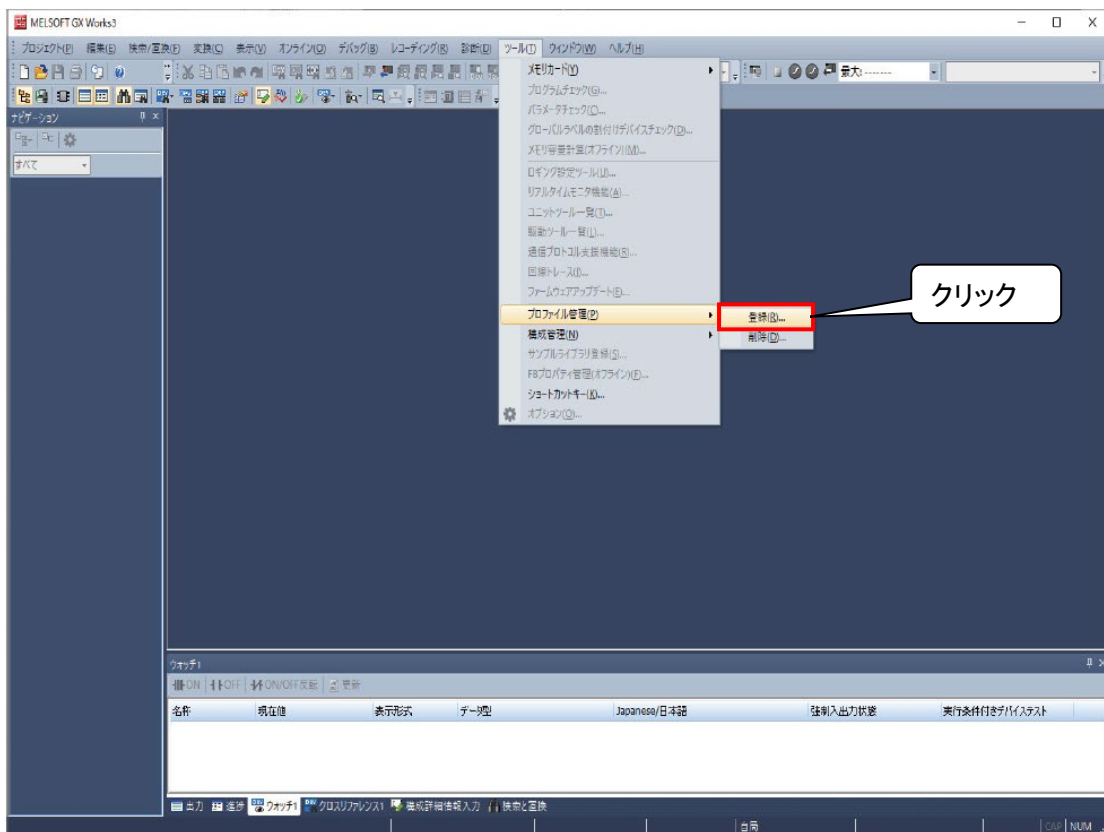 MELSOFT GX Works3
プロジェクト(P) 編集(E) 検索/置換(F) 変換(C) 表示(V) オンライン(O) デバッグ(B) レコーディング(R) 診断(D) ツール(T) ウィンドウ(W) ヘルプ(H)
最大:
ナビゲーション
すべて
メモリカード(Y)
プログラムチェック(G)...
パラメータチェック(C)...
グローバルラベルの割付けデバイスチェック(D)...
メモリ容量計算(オフライン)(M)...
ロギング設定ツール(U)...
リアルタイムモニタ機能(A)...
ユニットツール一覧(T)...
駆動ツール一覧(L)...
通信プロトコル支援機能(R)...
回線トレース(I)...
ファームウェアアップデート(E)...
プロファイル管理(P)
登録(R)...
クリック
構成管理(N)
削除(D)...
サンプルライブラリ登録(S)...
FBプロパティ管理(オフライン)(F)...
ショートカットキー(K)...
オプション(O)...
ウォッチ1
ON OFF ON/OFF反転 更新
名称 現在値 表示形式 データ型 Japanese/日本語 強制入出力状態 実行条件付きデバイステスト
出力 進捗 ウォッチ1 クロスリファレンス1 構成詳細情報入力 検索と置換
自局 CAP NUM